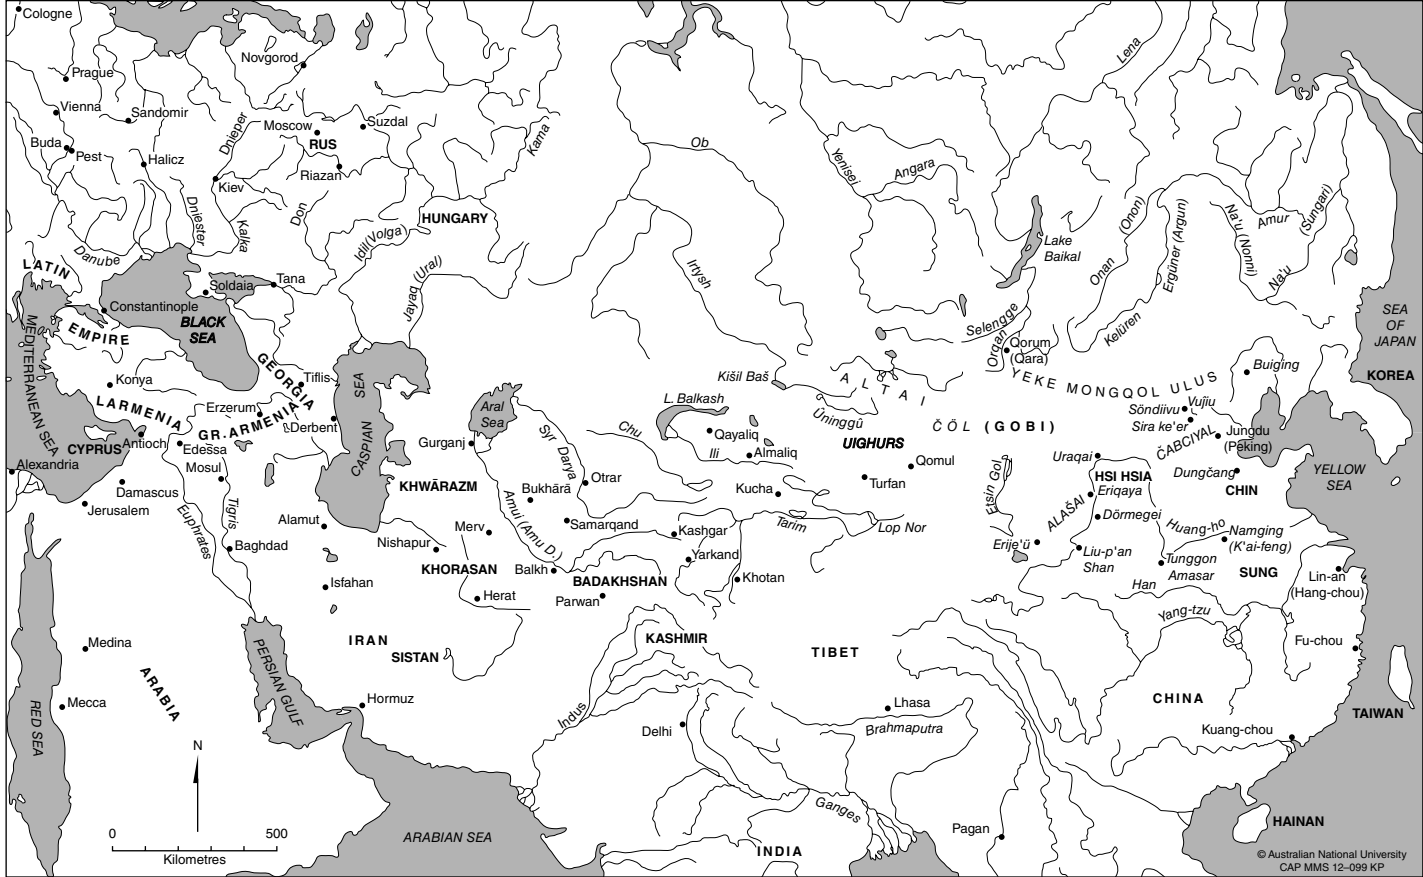 Cologne
Novgorod
Lena
Prague
Vienna
Sandomir
Dnieper
Moscow
Suzdal
RUS
Kama
Ob
Yenisei
Angara
Buda
Pest
Halicz
Riazan
Kiev
Dniester
Kalka
Don
HUNGARY
Idil(Volga)
Danube
Jayaq (Ural)
Irtysh
Lake
Baikal
Onan
(Onon)
Ergüner (Argun)
Na'u (Nonni)
Amur
(Sungari)
Na'u
LATIN
EMPIRE
Soldaia
Tana
Constantinople
BLACK
SEA
MEDITERRANEAN SEA
Selengge
Orqan
Qorum
(Qara)
Kelüren
SEA
OF
JAPAN
KOREA
Konya
GEORGIA
Tiflis
CASPIAN
SEA
Kišil Baš
ALTAI
YEKE MONGQOL ULUS
Buiging
LARMENIA
Erzerum
GR.ARMENIA
Derbent
Aral
Sea
L. Balkash
Üninggü
ČÖL (GOBI)
Söndiivu
Vujiu
Sira ke'er
ČABCIYAL
Jungdu
(Peking)
CYPRUS
Antioch
Edessa
Mosul
Gurganj
Syr Darya
Chu
Qayaliq
Ili
Almaliq
UIGHURS
Qomul
Turfan
Uraqai
Alexandria
Damascus
Jerusalem
Tigris
Euphrates
KHWĀRAZM
Bukhārā
Otrar
Kucha
Tarim
Lop Nor
Eisin Gol
HSI HSIA
Eriqaya
ALAŠAI
Dörmegei
Dungčang
CHIN
YELLOW
SEA
Alamut
Merv
Nishapur
Amui (Amu D.)
Samarqand
Kashgar
Yarkand
Erije'ü
Liu-p'an
Shan
Huang-ho
Namging
(K'ai-feng)
Tunggon
Amasar
SUNG
Baghdad
Isfahan
KHORASAN
Herat
Balkh
BADAKHSHAN
Parwan
Khotan
Han
Yang-tzu
Lin-an
(Hang-chou)
Medina
ARABIA
PERSIAN GULF
IRAN
SISTAN
KASHMIR
TIBET
Fu-chou
RED SEA
Mecca
Hormuz
Indus
Delhi
Lhasa
Brahmaputra
CHINA
Kuang-chou
TAIWAN
N
0
500
Kilometres
ARABIAN SEA
Ganges
INDIA
Pagan
HAINAN
© Australian National University
CAP MMS 12–099 KP